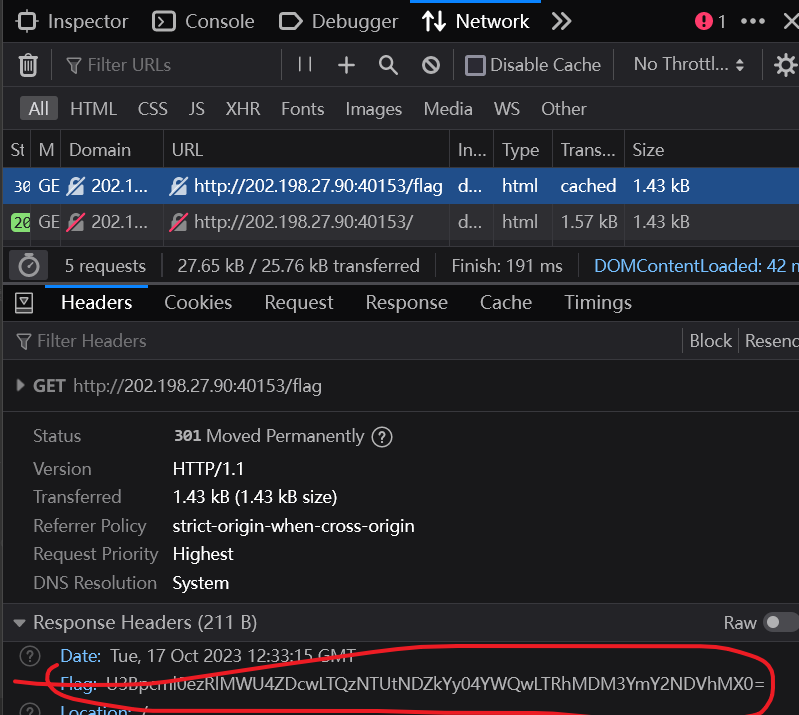 Inspector Console Debugger Network 1
Filter URLs Disable Cache No Throttl...
All HTML CSS JS XHR Fonts Images Media WS Other
St M Domain URL In... Type Trans... Size
30 GE 202.1... http://202.198.27.90:40153/flag d... html cached 1.43 kB
20 GE 202.1... http://202.198.27.90:40153/ d... html 1.57 kB 1.43 kB
5 requests 27.65 kB / 25.76 kB transferred Finish: 191 ms DOMContentLoaded: 42 m
Headers Cookies Request Response Cache Timings
Filter Headers Block Resend
GET http://202.198.27.90:40153/flag
Status 301 Moved Permanently
Version HTTP/1.1
Transferred 1.43 kB (1.43 kB size)
Referrer Policy strict-origin-when-cross-origin
Request Priority Highest
DNS Resolution System
Response Headers (211 B) Raw
Date: Tue, 17 Oct 2023 12:33:15 GMT
Flag:
Location: /